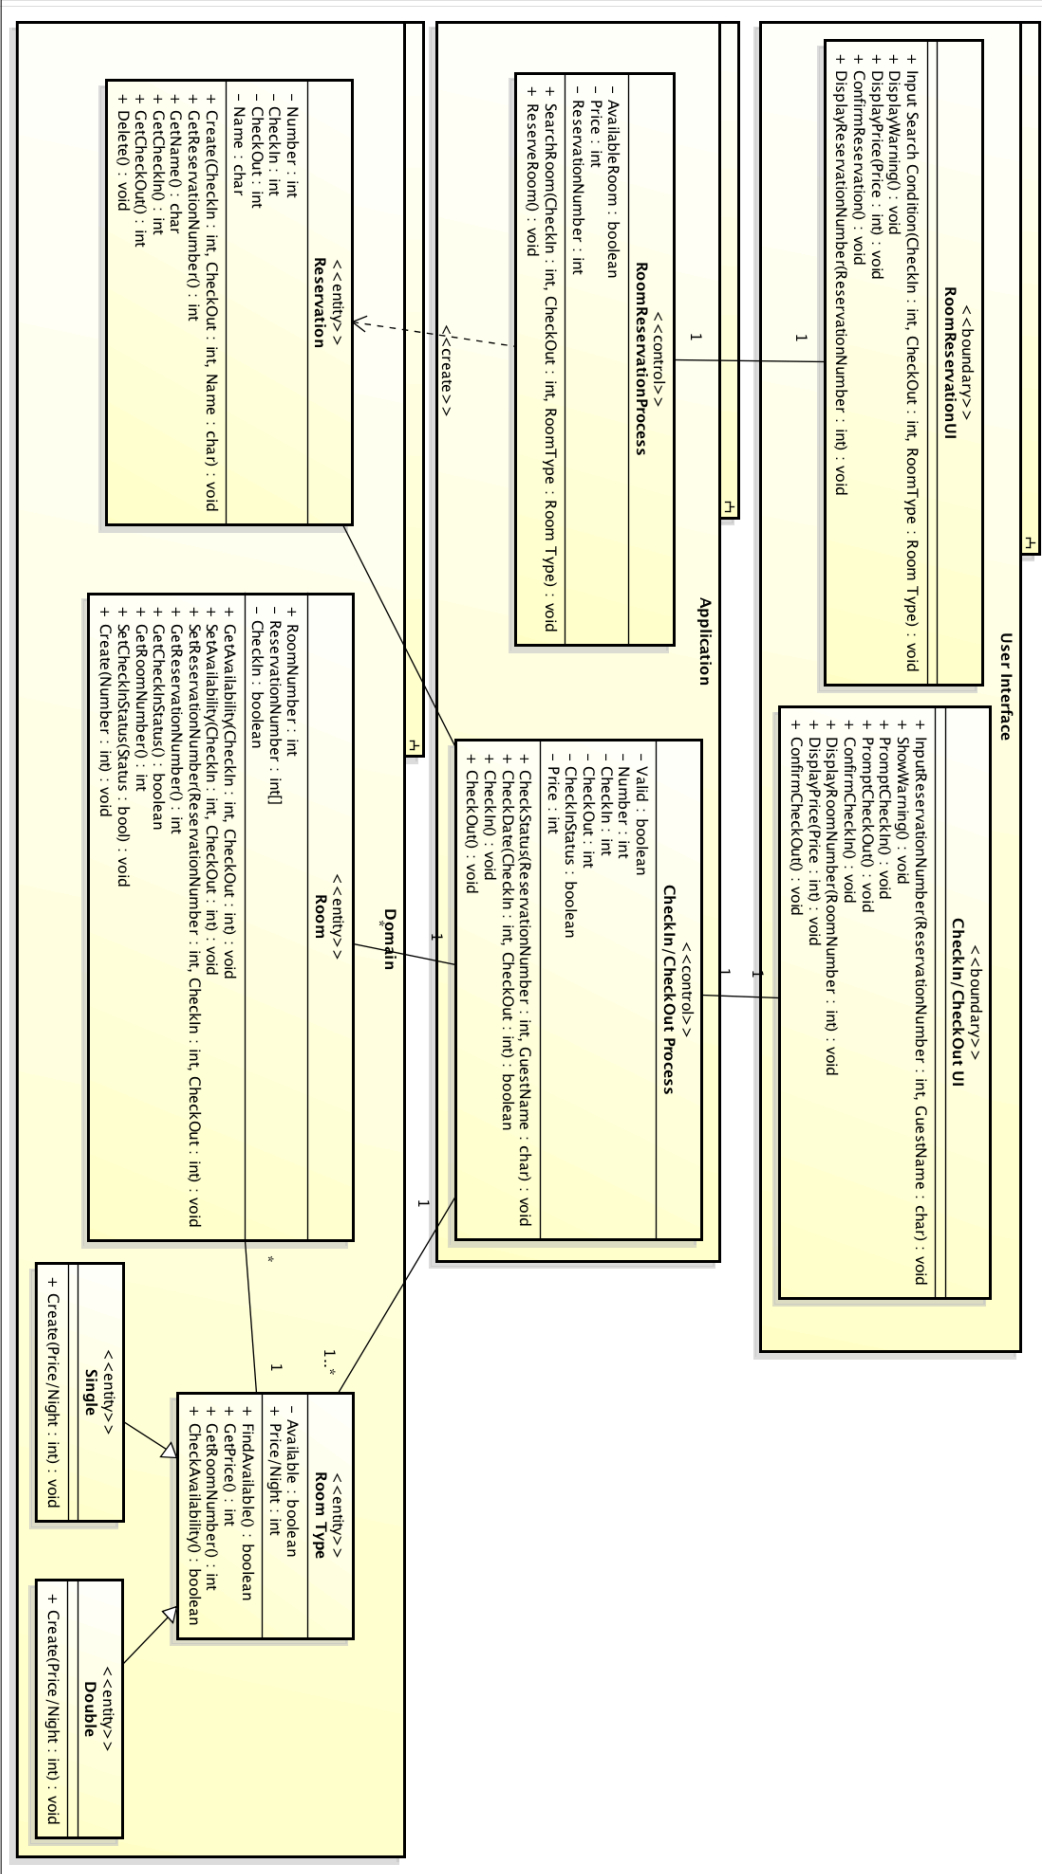 User Interface
<<boundary>>
RoomReservationUI
+ Input Search Condition(CheckIn : int, CheckOut : int, RoomType : Room Type) : void
+ DisplayWarning() : void
+ DisplayPrice(Price : int) : void
+ ConfirmReservation() : void
+ DisplayReservationNumber(ReservationNumber : int) : void
<<boundary>>
CheckIn/CheckOut UI
+ InputReservationNumber(ReservationNumber : int, GuestName : char) : void
+ ShowWarning() : void
+ PromptCheckIn() : void
+ PromptCheckOut() : void
+ ConfirmCheckIn() : void
+ DisplayRoomNumber(RoomNumber : int) : void
+ DisplayPrice(Price : int) : void
+ ConfirmCheckOut() : void
1
1
1
1
Application
<<control>>
RoomReservationProcess
- AvailableRoom : boolean
- Price : int
- ReservationNumber : int
+ SearchRoom(CheckIn : int, CheckOut : int, RoomType : Room Type) : void
+ ReserveRoom() : void
<<control>>
CheckIn/CheckOut Process
- Valid : boolean
- Number : int
- CheckIn : int
- CheckOut : int
- CheckInStatus : boolean
- Price : int
+ CheckStatus(ReservationNumber : int, GuestName : char) : void
+ CheckDate(CheckIn : int, CheckOut : int) : boolean
+ CheckIn() : void
+ CheckOut() : void
<<create>>
1
1
Domain
*
<<entity>>
Reservation
- Number : int
- CheckIn : int
- CheckOut : int
- Name : char
+ Create(CheckIn : int, CheckOut : int, Name : char) : void
+ GetReservationNumber() : int
+ GetName() : char
+ GetCheckIn() : int
+ GetCheckOut() : int
+ Delete() : void
<<entity>>
Room
+ RoomNumber : int
- ReservationNumber : int[]
- CheckIn : boolean
+ GetAvailability(CheckIn : int, CheckOut : int) : void
+ SetAvailability(CheckIn : int, CheckOut : int) : void
+ SetReservationNumber(ReservationNumber : int, CheckIn : int, CheckOut : int) : void
+ GetReservationNumber() : int
+ GetCheckInStatus() : boolean
+ GetRoomNumber() : int
+ SetCheckInStatus(Status : bool) : void
+ Create(Number : int) : void
*
1
1..*
<<entity>>
Room Type
- Available : boolean
+ Price/Night : int
+ FindAvailable() : boolean
+ GetPrice() : int
+ GetRoomNumber() : int
+ CheckAvailability() : boolean
<<entity>>
Single
+ Create(Price/Night : int) : void
<<entity>>
Double
+ Create(Price/Night : int) : void